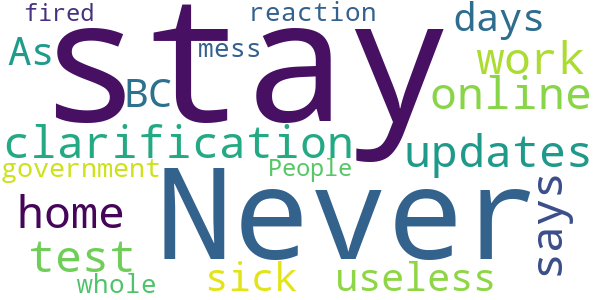 fired
reaction
days
stay
As
mess
work
BC
online
clarification
updates
government
People
Never
home
says
test
sick
useless
whole